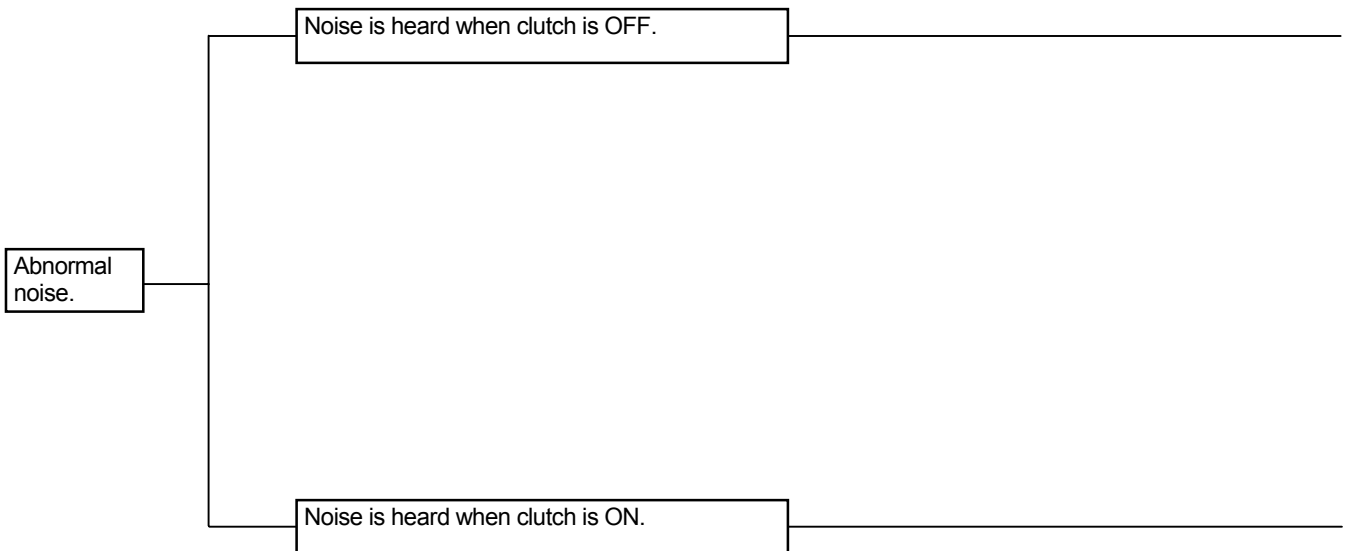 Noise is heard when clutch is OFF.
Abnormal
noise.
Noise is heard when clutch is ON.